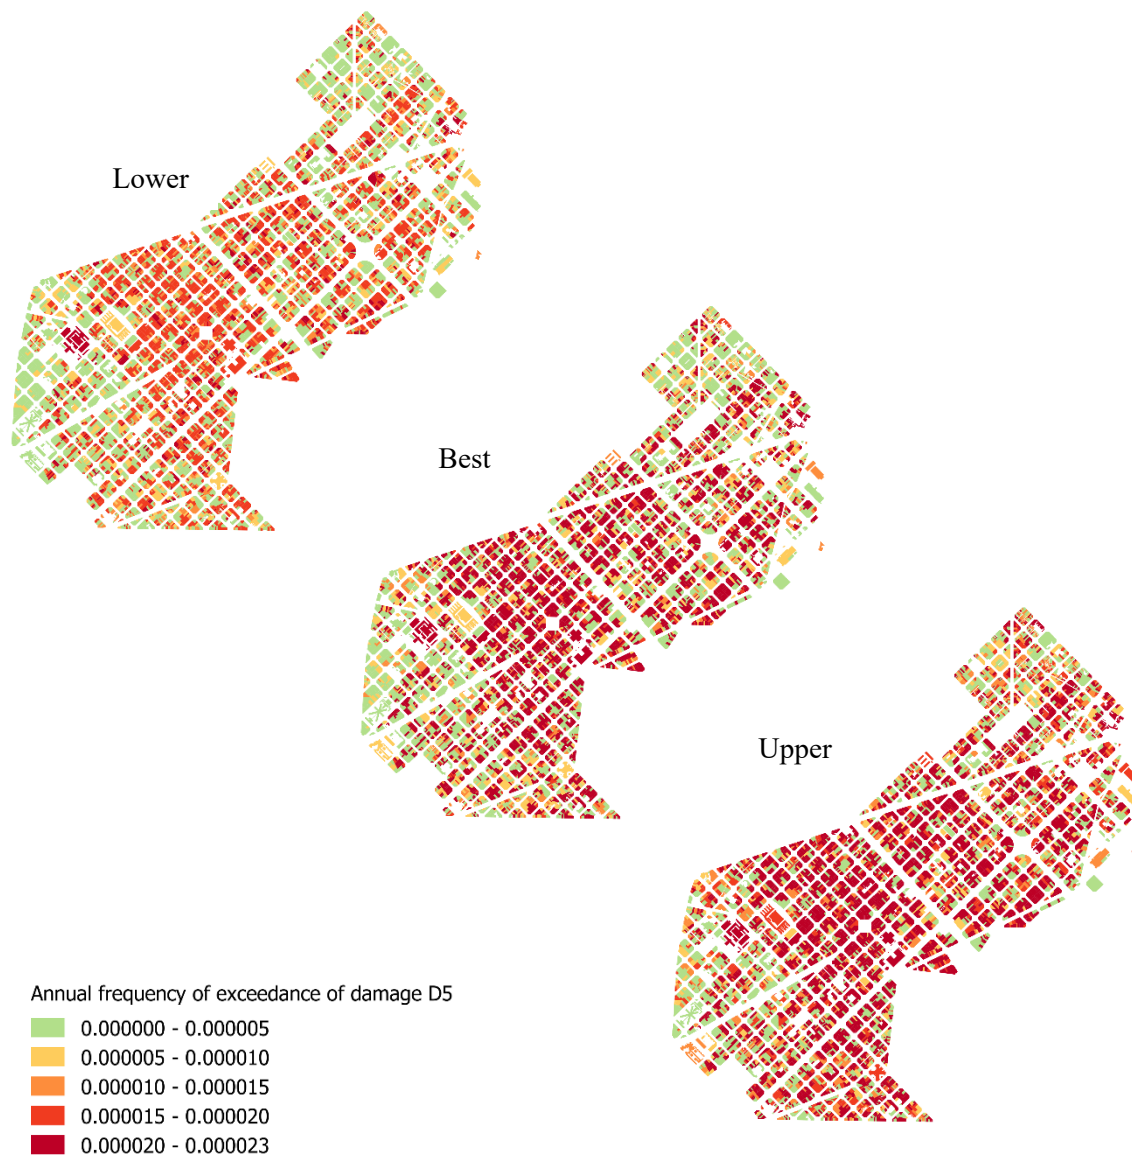 Lower
Best
Upper
Annual frequency of exceedance of damage D5
0.000000 - 0.000005
0.000005 - 0.000010
0.000010 - 0.000015
0.000015 - 0.000020
0.000020 - 0.000023